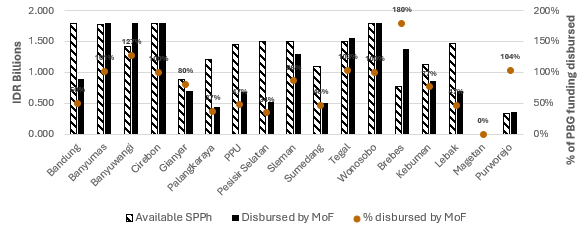 2.000
1.500
1.000
0.500
0.000
IDR Billions
200%
150%
100%
50%
0%
% of PBG funding disbursed
127%
80%
180%
0%
104%
Bandung
Banyumas
Banyuwangi
Cirebon
Gianyar
Palangkaraya
PPU
Pesisir Selatan
Sleman
Sumedang
Tegal
Wonosobo
Brebes
Kebumen
Lebak
Magetan
Purworejo
Available SPPh
Disbursed by MoF
% disbursed by MoF